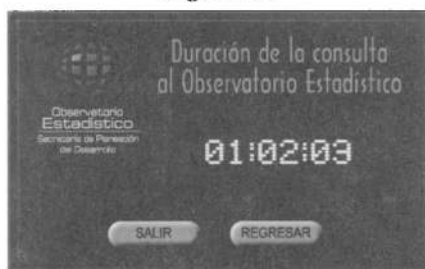 Duración de la consulta
al Observatorio Estadístico
Observatorio
Estadístico
Secretaría de Planeación
del Desarrollo
01:02:03
SALIR
REGRESAR